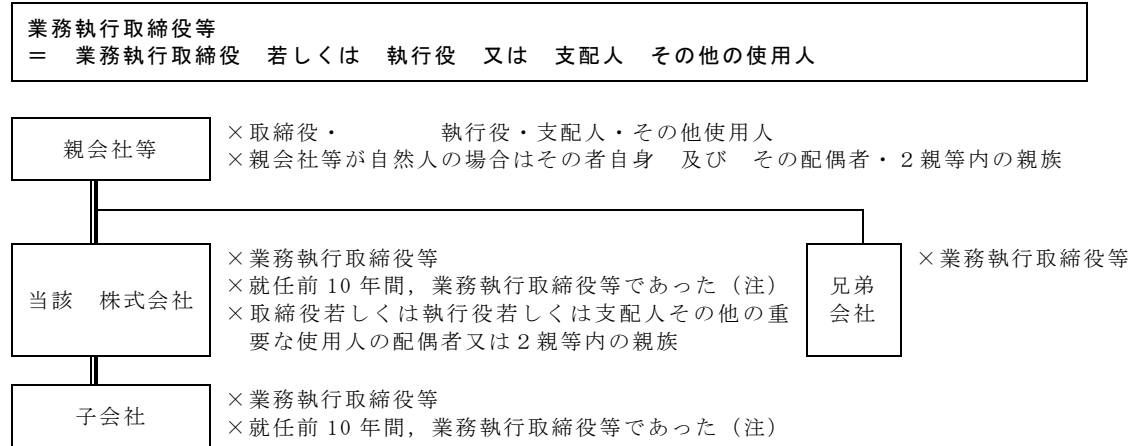 業務執行取締役等
＝　業務執行取締役　若しくは　執行役　又は　支配人　その他の使用人
親会社等
×取締役・　　　　執行役・支配人・その他使用人
×親会社等が自然人の場合はその者自身　及び　その配偶者・２親等内の親族
当該　株式会社
×業務執行取締役等
×就任前10年間，業務執行取締役等であった（注）
×取締役若しくは執行役若しくは支配人その他の重
要な使用人の配偶者又は２親等内の親族
兄弟
会社
×業務執行取締役等
子会社
×業務執行取締役等
×就任前10年間，業務執行取締役等であった（注）